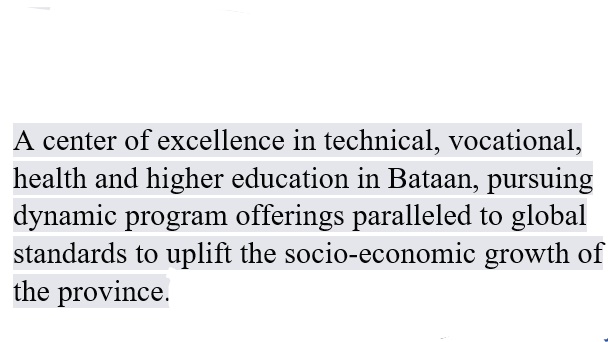 A center of excellence in technical, vocational,
health and higher education in Bataan, pursuing
dynamic program offerings paralleled to global
standards to uplift the socio-economic growth of
the province.